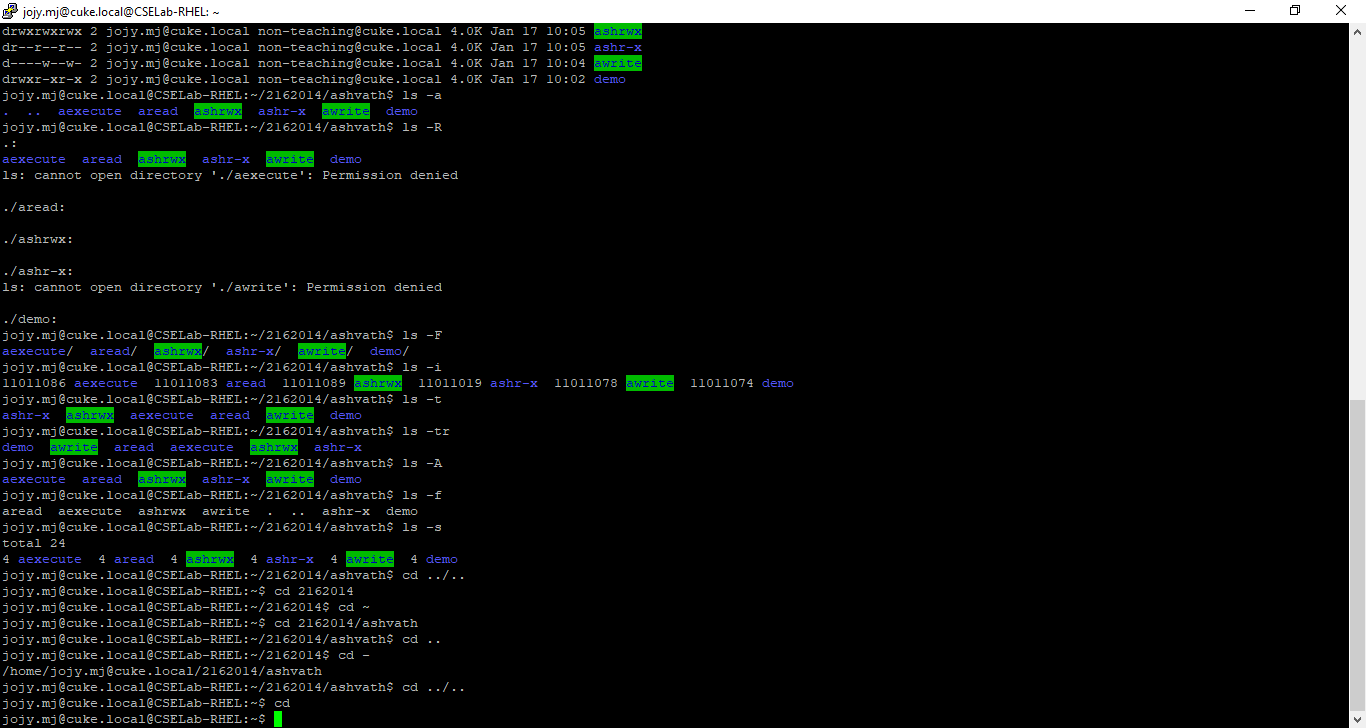 jojy.mj@cuke.local@CSELab-RHEL: ~
drwxrwxrwx 2 jojy.mj@cuke.local non-teaching@cuke.local 4.0K Jan 17 10:05 ashrwx
dr--r--r-- 2 jojy.mj@cuke.local non-teaching@cuke.local 4.0K Jan 17 10:05 ashr-x
d----w--w- 2 jojy.mj@cuke.local non-teaching@cuke.local 4.0K Jan 17 10:04 awrite
drwxr-xr-x 2 jojy.mj@cuke.local non-teaching@cuke.local 4.0K Jan 17 10:02 demo
jojy.mj@cuke.local@CSELab-RHEL:~/2162014/ashvath$ ls -a
.  ..  aexecute  aread  ashrwx  ashr-x  awrite  demo
jojy.mj@cuke.local@CSELab-RHEL:~/2162014/ashvath$ ls -R
.:
aexecute  aread  ashrwx  ashr-x  awrite  demo
ls: cannot open directory './aexecute': Permission denied
./aread:
./ashrwx:
./ashr-x:
ls: cannot open directory './awrite': Permission denied
./demo:
jojy.mj@cuke.local@CSELab-RHEL:~/2162014/ashvath$ ls -F
aexecute/  aread/  ashrwx/  ashr-x/  awrite/  demo/
jojy.mj@cuke.local@CSELab-RHEL:~/2162014/ashvath$ ls -i
11011086 aexecute  11011083 aread  11011089 ashrwx  11011019 ashr-x  11011078 awrite  11011074 demo
jojy.mj@cuke.local@CSELab-RHEL:~/2162014/ashvath$ ls -t
ashr-x  ashrwx  aexecute  aread  awrite  demo
jojy.mj@cuke.local@CSELab-RHEL:~/2162014/ashvath$ ls -tr
demo  awrite  aread  aexecute  ashrwx  ashr-x
jojy.mj@cuke.local@CSELab-RHEL:~/2162014/ashvath$ ls -A
aexecute  aread  ashrwx  ashr-x  awrite  demo
jojy.mj@cuke.local@CSELab-RHEL:~/2162014/ashvath$ ls -f
aread  aexecute  ashrwx  awrite  .  ..  ashr-x  demo
jojy.mj@cuke.local@CSELab-RHEL:~/2162014/ashvath$ ls -s
total 24
4 aexecute  4 aread  4 ashrwx  4 ashr-x  4 awrite  4 demo
jojy.mj@cuke.local@CSELab-RHEL:~/2162014/ashvath$ cd ../..
jojy.mj@cuke.local@CSELab-RHEL:~$ cd 2162014
jojy.mj@cuke.local@CSELab-RHEL:~/2162014$ cd ~
jojy.mj@cuke.local@CSELab-RHEL:~$ cd 2162014/ashvath
jojy.mj@cuke.local@CSELab-RHEL:~/2162014/ashvath$ cd ..
jojy.mj@cuke.local@CSELab-RHEL:~/2162014$ cd -
/home/jojy.mj@cuke.local/2162014/ashvath
jojy.mj@cuke.local@CSELab-RHEL:~/2162014/ashvath$ cd ../..
jojy.mj@cuke.local@CSELab-RHEL:~$ cd
jojy.mj@cuke.local@CSELab-RHEL:~$